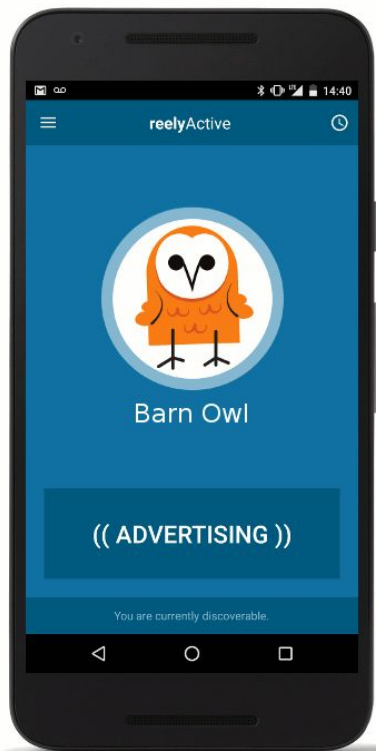 14:40
reelyActive
Barn Owl
(( ADVERTISING ))
You are currently discoverable.